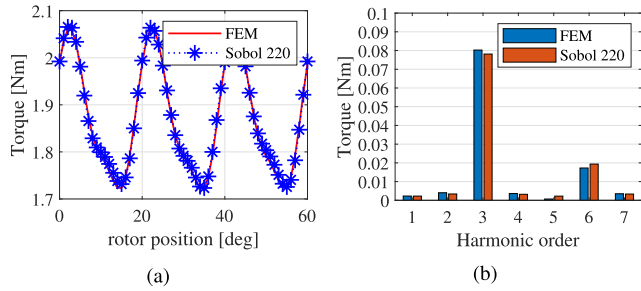 2.1
2
1.9
1.8
1.7
0
20
40
60
Torque [Nm]
rotor position [deg]
FEM
Sobol 220
(a)
0.1
0.09
0.08
0.07
0.06
0.05
0.04
0.03
0.02
0.01
0
1
2
3
4
5
6
7
Torque [Nm]
Harmonic order
FEM
Sobol 220
(b)